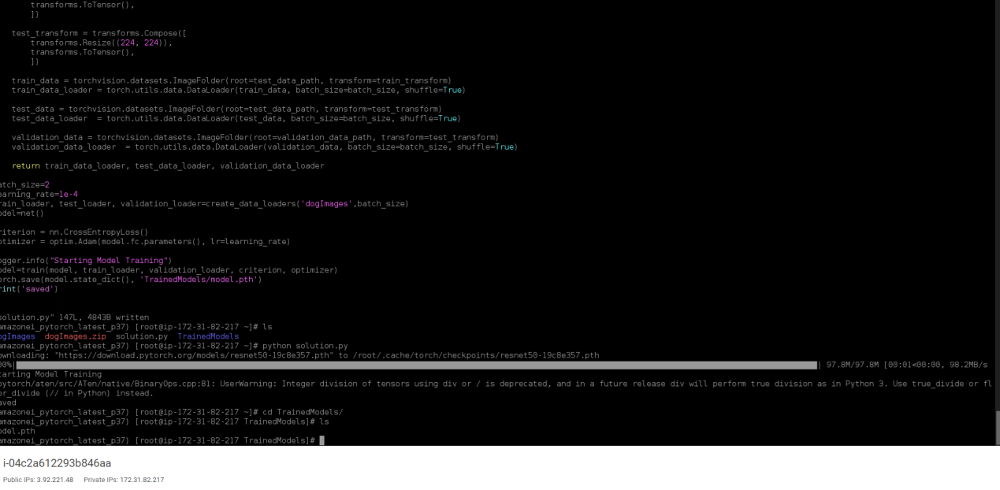 transforms.ToTensor(),
])
test_transform = transforms.Compose([
transforms.Resize((224, 224)),
transforms.ToTensor(),
])
train_data = torchvision.datasets.ImageFolder(root=test_data_path, transform=train_transform)
train_data_loader = torch.utils.data.DataLoader(train_data, batch_size=batch_size, shuffle=True)
test_data = torchvision.datasets.ImageFolder(root=test_data_path, transform=test_transform)
test_data_loader  = torch.utils.data.DataLoader(test_data, batch_size=batch_size, shuffle=True)
validation_data = torchvision.datasets.ImageFolder(root=validation_data_path, transform=test_transform)
validation_data_loader  = torch.utils.data.DataLoader(validation_data, batch_size=batch_size, shuffle=True)
return train_data_loader, test_data_loader, validation_data_loader
atch_size=2
earning_rate=1e-4
rain_loader, test_loader, validation_loader=create_data_loaders('dogImages',batch_size)
odel=net()
riterion = nn.CrossEntropyLoss()
ptimizer = optim.Adam(model.fc.parameters(), lr=learning_rate)
ogger.info("Starting Model Training")
odel=train(model, train_loader, validation_loader, criterion, optimizer)
orch.save(model.state_dict(), 'TrainedModels/model.pth')
rint('saved')
solution.py" 147L, 4843B written
amazonei_pytorch_latest_p37) [root@ip-172-31-82-217 ~]# ls
ogImages  dogImages.zip  solution.py  TrainedModels
amazonei_pytorch_latest_p37) [root@ip-172-31-82-217 ~]# python solution.py
ownloading: "https://download.pytorch.org/models/resnet50-19c8e357.pth" to /root/.cache/torch/checkpoints/resnet50-19c8e357.pth
00%| | 97.8M/97.8M [00:01<00:00, 98.2MB/s
tarting Model Training
pytorch/aten/src/ATen/native/BinaryOps.cpp:81: UserWarning: Integer division of tensors using div or / is deprecated, and in a future release div will perform true division as in Python 3. Use true_divide or fl
or_divide (// in Python) instead.
aved
amazonei_pytorch_latest_p37) [root@ip-172-31-82-217 ~]# cd TrainedModels/
amazonei_pytorch_latest_p37) [root@ip-172-31-82-217 TrainedModels]# ls
odel.pth
amazonei_pytorch_latest_p37) [root@ip-172-31-82-217 TrainedModels]#
i-04c2a612293b846aa
Public IPs: 3.92.221.48 Private IPs: 172.31.82.217